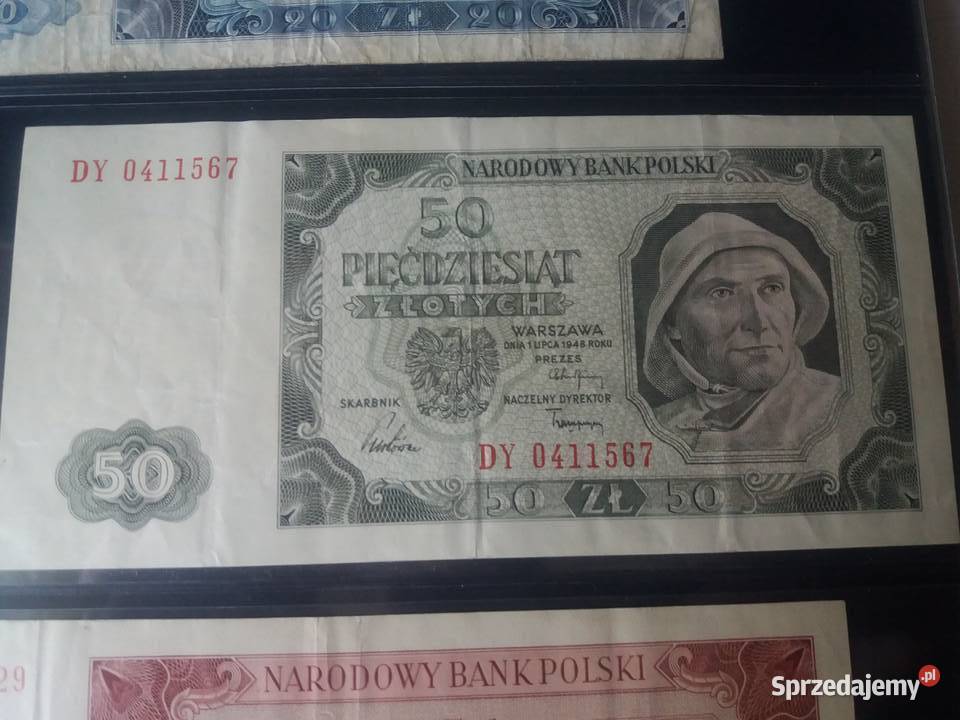 20 ZŁ 20
DY 0411567
NARODOWY BANK POLSKI
50
PIĘĆDZIESIĄT
ZŁOTYCH
WARSZAWA
DNIA 1 LIPCA 1948 ROKU
PREZES
SKARBNIK
NACZELNY DYREKTOR
DY 0411567
50
50 ZŁ 50
29
NARODOWY BANK POLSKI
Sprzedajemy.pl